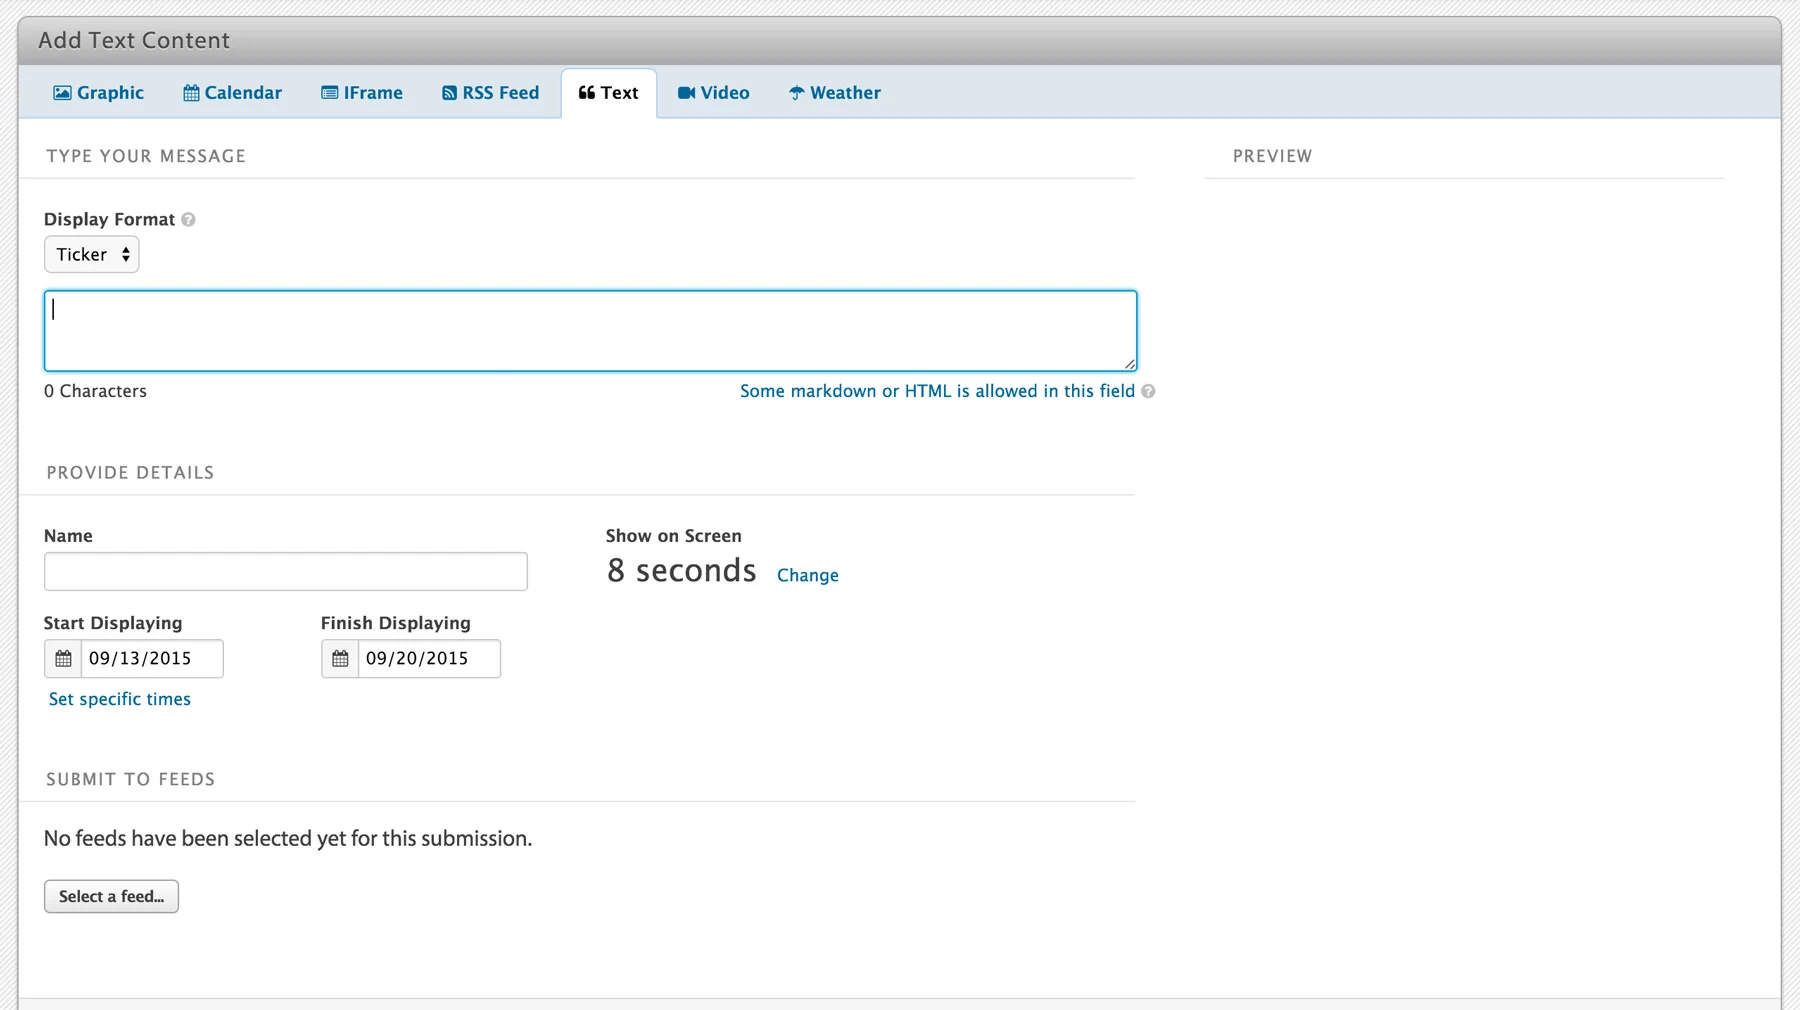 Add Text Content
Graphic Calendar IFrame RSS Feed Text Video Weather
TYPE YOUR MESSAGE
PREVIEW
Display Format ?
Ticker
0 Characters
Some markdown or HTML is allowed in this field ?
PROVIDE DETAILS
Name
Show on Screen
8 seconds Change
Start Displaying
Finish Displaying
09/13/2015
09/20/2015
Set specific times
SUBMIT TO FEEDS
No feeds have been selected yet for this submission.
Select a feed...